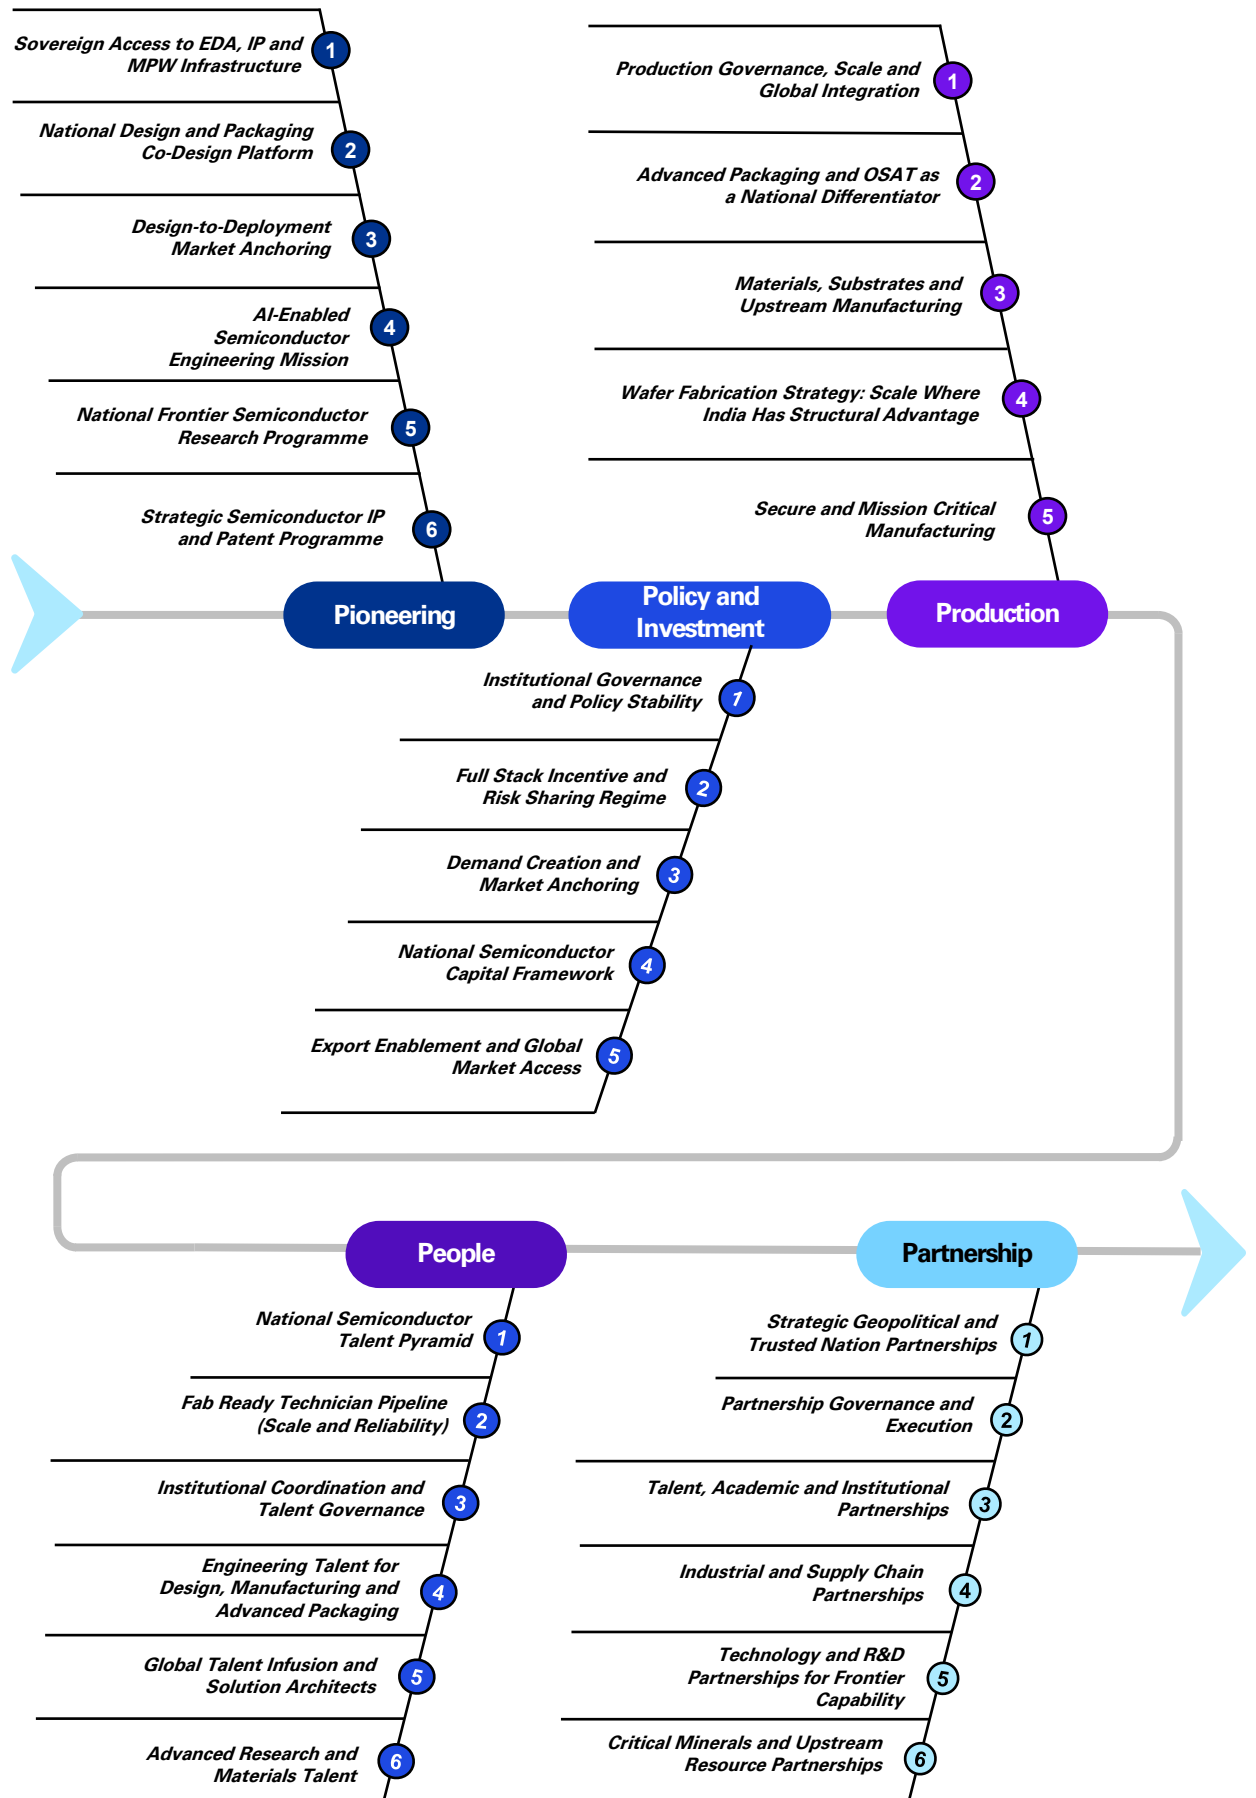 Sovereign Access to EDA, IP and
MPW Infrastructure
1
National Design and Packaging
Co-Design Platform
2
Design-to-Deployment
Market Anchoring
3
AI-Enabled
Semiconductor
Engineering Mission
4
National Frontier Semiconductor
Research Programme
5
Strategic Semiconductor IP
and Patent Programme
6
Pioneering
Policy and
Investment
Institutional Governance
and Policy Stability
1
Full Stack Incentive and
Risk Sharing Regime
2
Demand Creation and
Market Anchoring
3
National Semiconductor
Capital Framework
4
Export Enablement and Global
Market Access
5
Production Governance, Scale and
Global Integration
1
Advanced Packaging and OSAT as
a National Differentiator
2
Materials, Substrates and
Upstream Manufacturing
3
Wafer Fabrication Strategy: Scale Where
India Has Structural Advantage
4
Secure and Mission Critical
Manufacturing
5
Production
People
National Semiconductor
Talent Pyramid
1
Fab Ready Technician Pipeline
(Scale and Reliability)
2
Institutional Coordination and
Talent Governance
3
Engineering Talent for
Design, Manufacturing and
Advanced Packaging
4
Global Talent Infusion and
Solution Architects
5
Advanced Research and
Materials Talent
6
Partnership
Strategic Geopolitical and
Trusted Nation Partnerships
1
Partnership Governance and
Execution
2
Talent, Academic and Institutional
Partnerships
3
Industrial and Supply Chain
Partnerships
4
Technology and R&D
Partnerships for Frontier
Capability
5
Critical Minerals and Upstream
Resource Partnerships
6